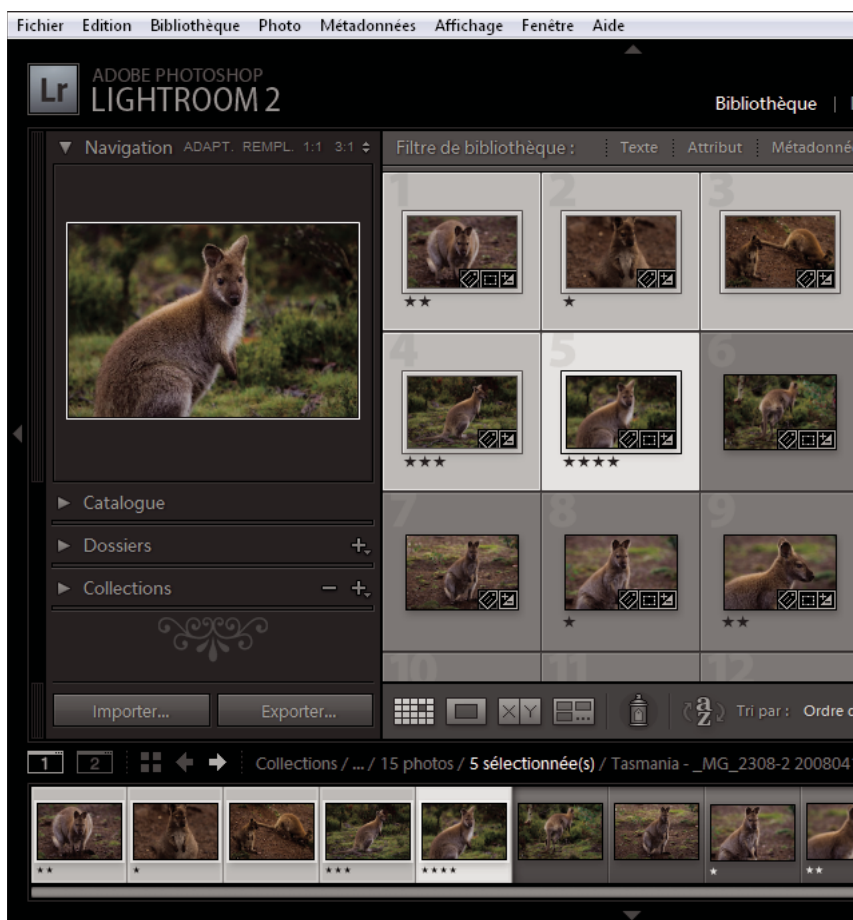 Fichier Edition Bibliothèque Photo Métadonnées Affichage Fenêtre Aide
Lr ADOBE PHOTOSHOP
LIGHTROOM 2
Bibliothèque |
Navigation ADAPT. REMPL. 1:1 3:1
Filtre de bibliothèque : Texte Attribut Métadonné
1 2 3
4 5 6
Catalogue
7 8 9
Dossiers
Collections
10 11 12
Importer... Exporter...
X Y
a z Tri par : Ordre
1 2 Collections / ... / 15 photos / 5 sélectionnée(s) / Tasmania - _MG_2308-2 2008041